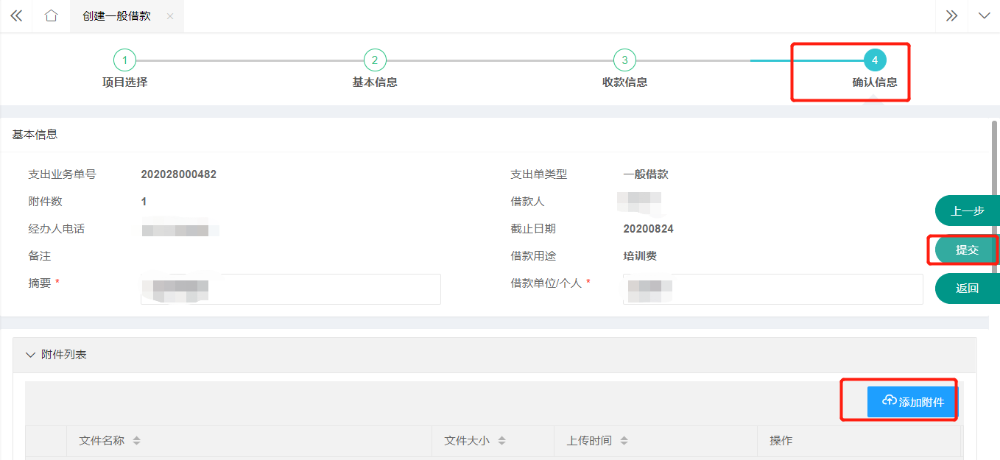 创建一般借款
1 2 3 4
项目选择 基本信息 收款信息 确认信息
基本信息
支出业务单号 202028000482 支出单类型 一般借款
附件数 1 借款人
上一步
经办人电话 截止日期 20200824
提交
备注 借款用途 培训费
摘要 * 借款单位/个人 *
返回
附件列表
添加附件
文件名称 文件大小 上传时间 操作